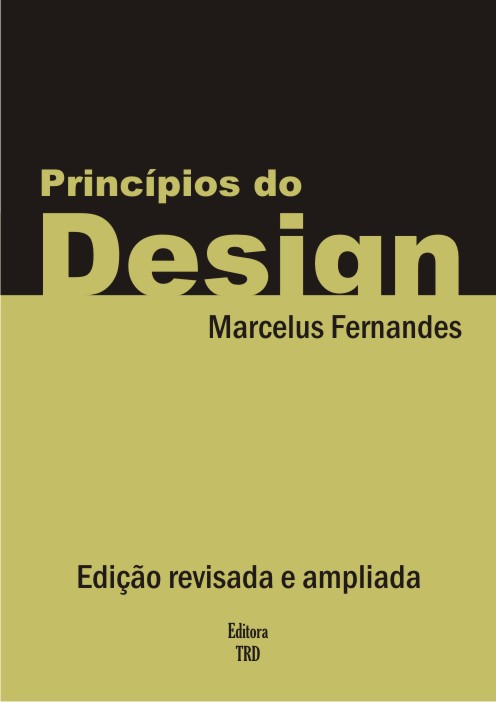 Princípios do
Design
Marcelus Fernandes
Edição revisada e ampliada
Editora
TRD